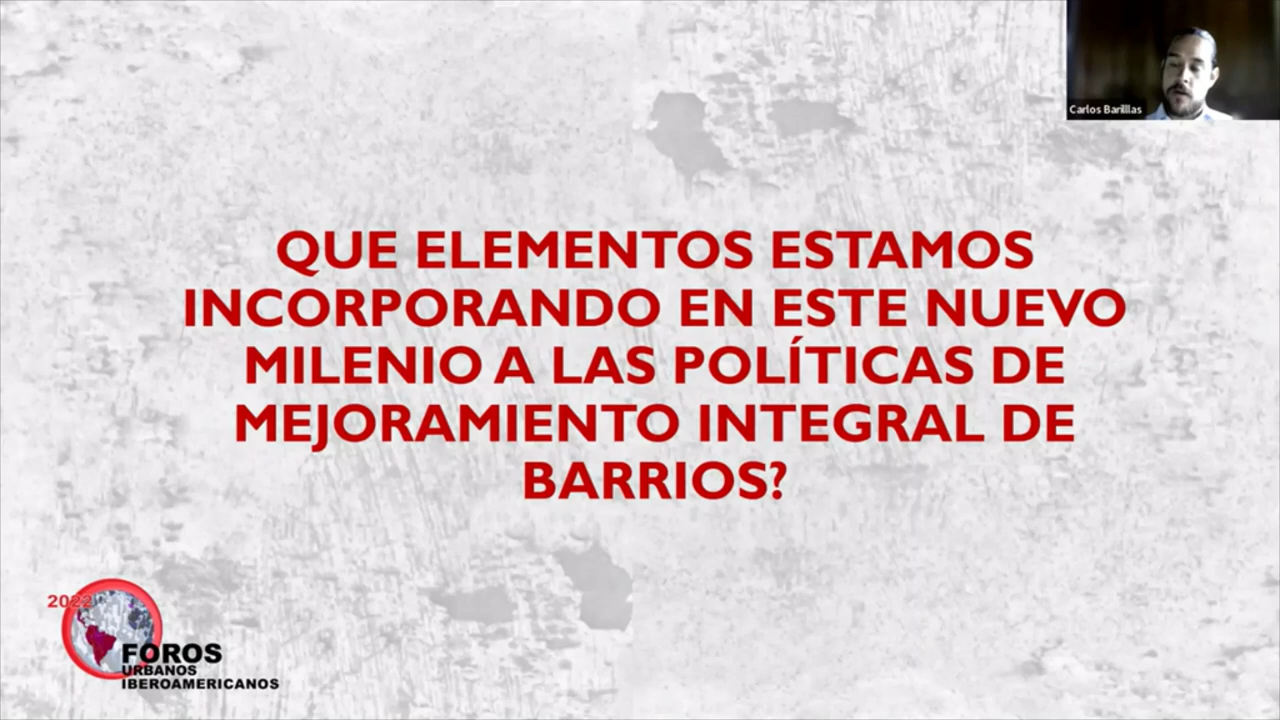 Carlos Barilllas
QUE ELEMENTOS ESTAMOS
INCORPORANDO EN ESTE NUEVO
MILENIO A LAS POLÍTICAS DE
MEJORAMIENTO INTEGRAL DE
BARRIOS?
2022
FOROS
URBANOS
IBEROAMERICANOS